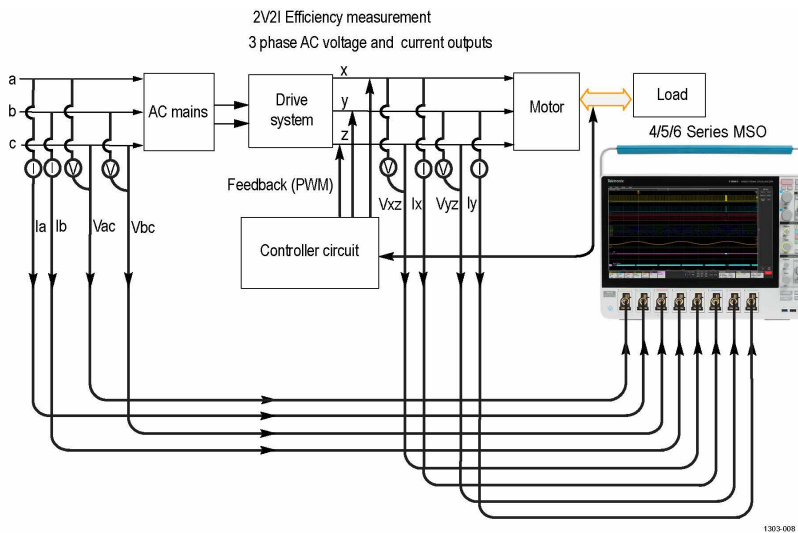 2V2I Efficiency measurement
3 phase AC voltage and current outputs
a
b
c
AC mains
Drive
system
x
y
z
Motor
Load
4/5/6 Series MSO
Tektronix
I
I
V
V
V
I
V
I
Feedback (PWM)
Ia
Ib
Vac
Vbc
Vxz
Ix
Vyz
Iy
Controller circuit
1303-008